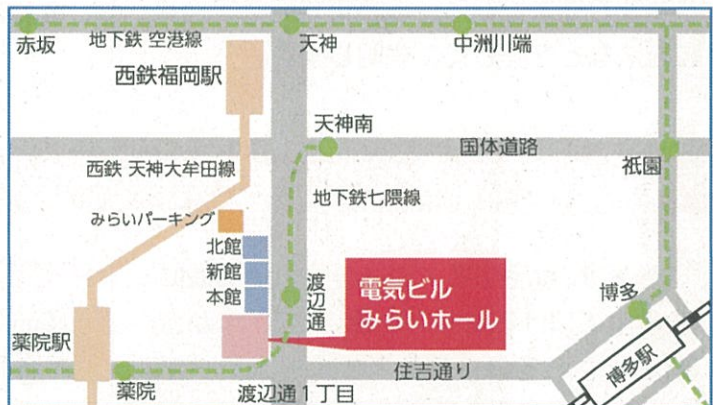 赤坂
地下鉄 空港線
天神
中洲川端
西鉄福岡駅
天神南
国体道路
祇園
西鉄 天神大牟田線
地下鉄七隈線
みらいパーキング
北館
新館
本館
渡辺通
電気ビル
みらいホール
博多
薬院駅
博多駅
住吉通り
薬院
渡辺通1丁目